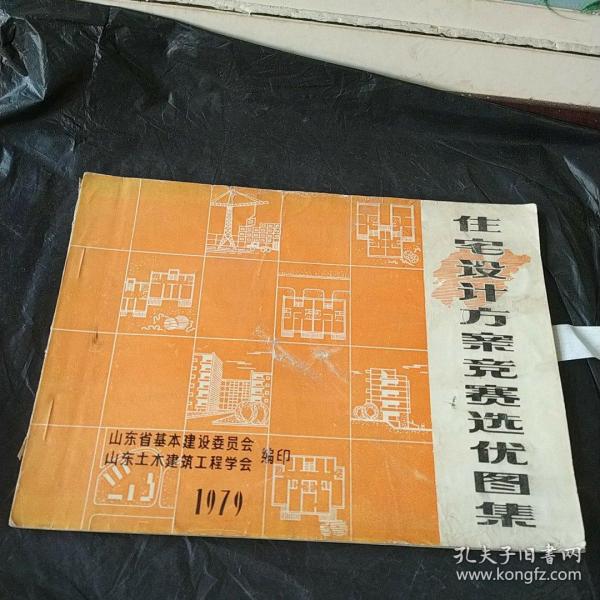 住宅设计方案竞赛选优图集
山东省基本建设委员会
山东土木建筑工程学会
编印
1979
孔夫子旧书网
www.kongfz.com